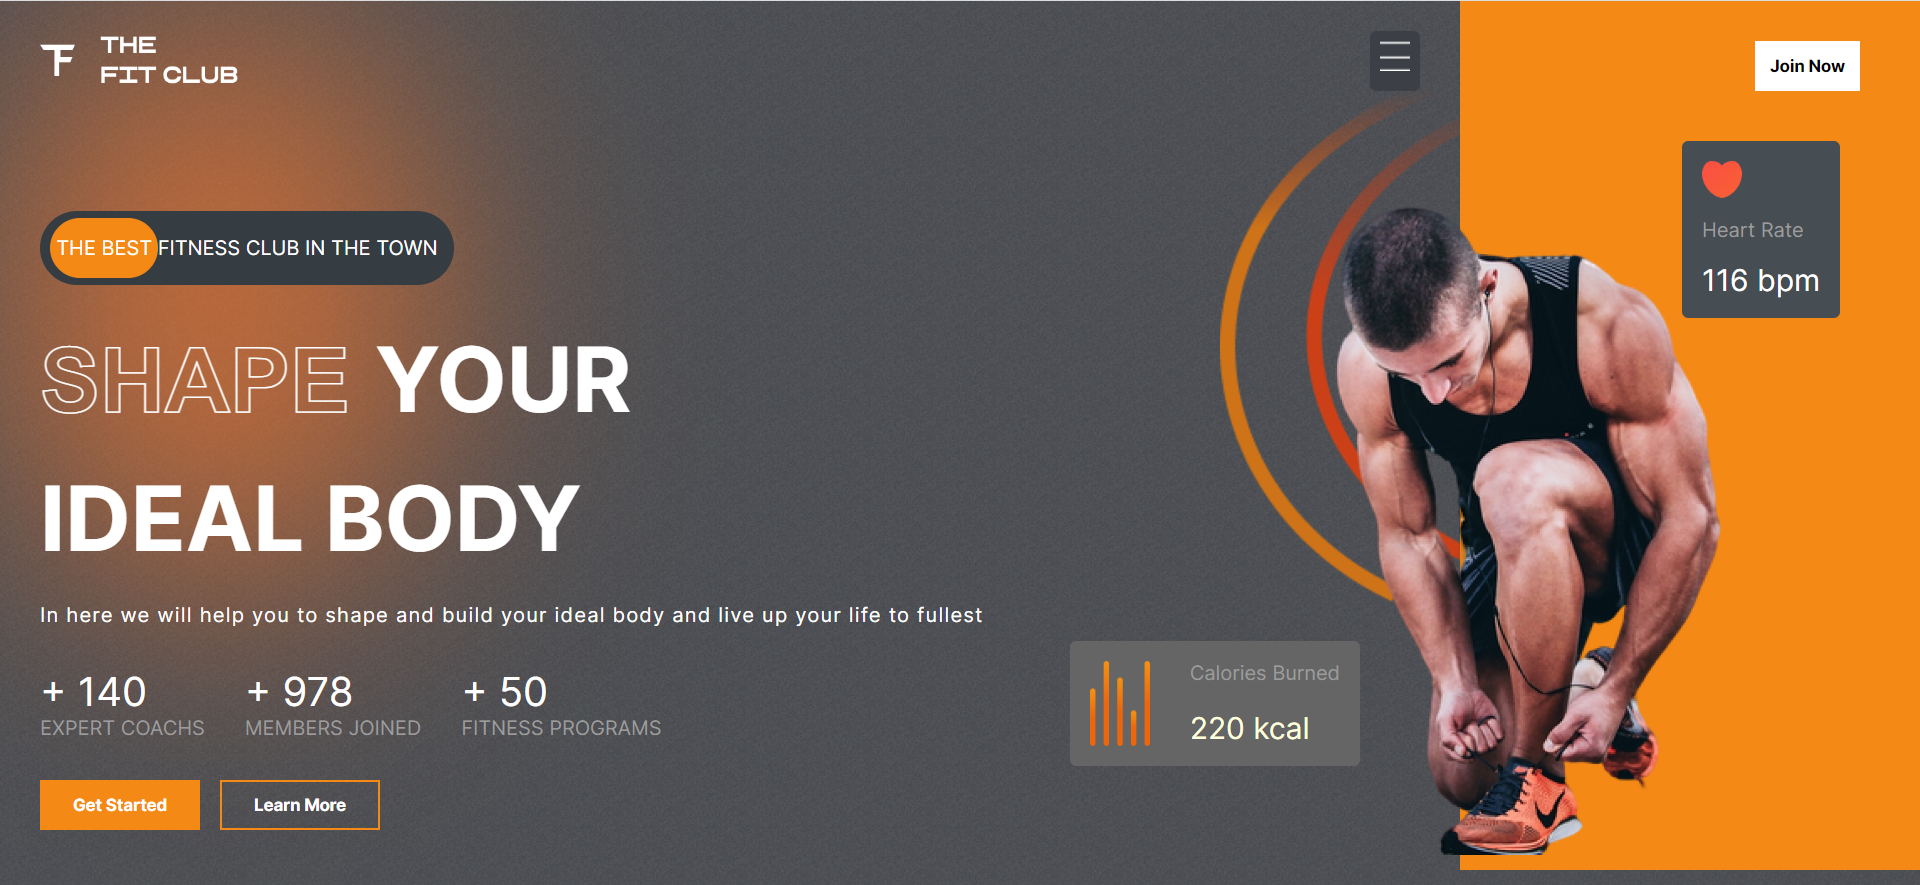 THE
FIT CLUB
Join Now
Heart Rate
116 bpm
THE BEST FITNESS CLUB IN THE TOWN
SHAPE YOUR
IDEAL BODY
In here we will help you to shape and build your ideal body and live up your life to fullest
+ 140
EXPERT COACHS
+ 978
MEMBERS JOINED
+ 50
FITNESS PROGRAMS
Calories Burned
220 kcal
Get Started
Learn More